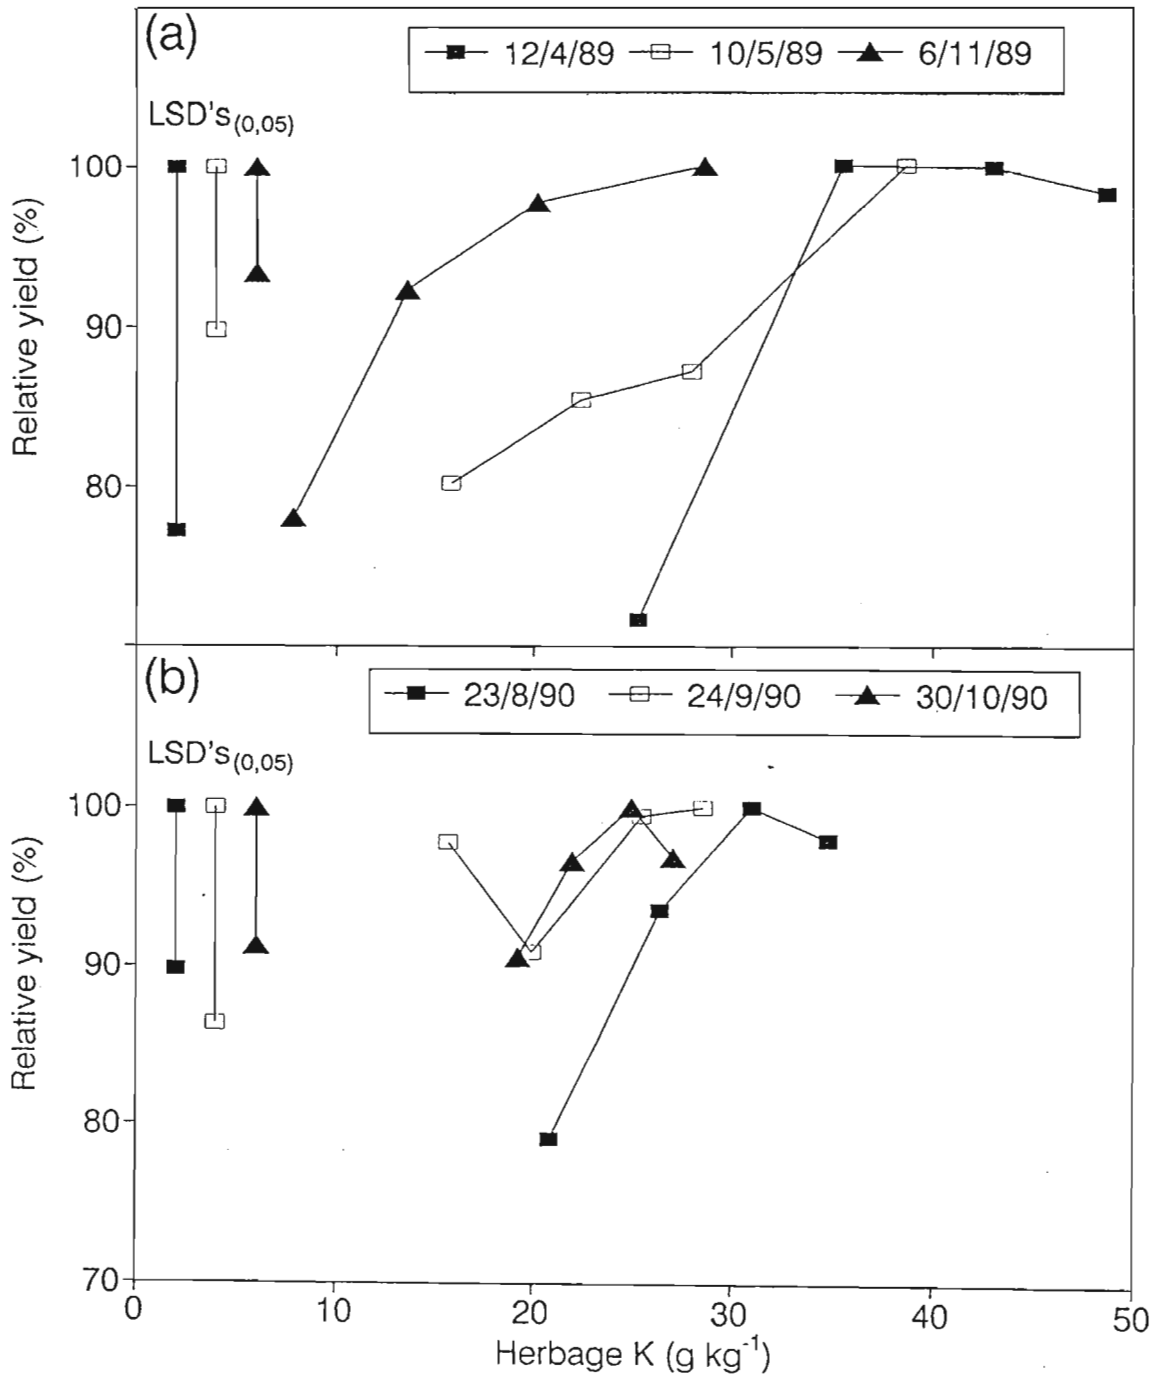 (a)
12/4/89 10/5/89 6/11/89
LSD's(0,05)
100
90
80
Relative yield (%)
(b)
23/8/90 24/9/90 30/10/90
LSD's(0,05)
100
90
80
70
Relative yield (%)
0 10 20 30 40 50
Herbage K (g kg-1)